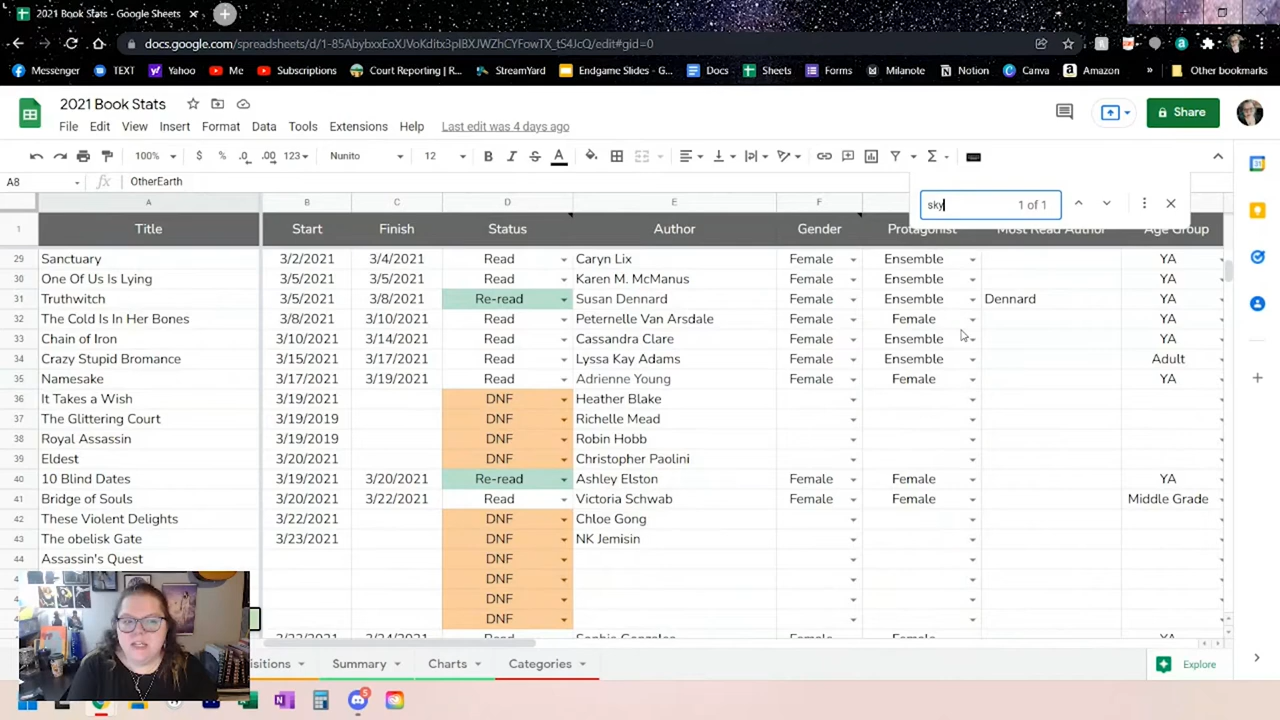 2021 Book Stats - Google Sheets
docs.google.com/spreadsheets/d/1-85AbybxxEoXJVoKditx3pIBXJWZhCYFowTX_tS4JcQ/edit#gid=0
Messenger TEXT Yahoo Me Subscriptions Court Reporting | R... StreamYard Endgame Slides - G... Docs Sheets Forms Milanote Notion Canva Amazon » Other bookmarks
2021 Book Stats
File Edit View Insert Format Data Tools Extensions Help Last edit was 4 days ago
Share
100% $ % .0 .00 123 Nunito 12 B I S A
A8 fx OtherEarth
sky 1 of 1
A B C D E F
1 Title Start Finish Status Author Gender Protagonist Most Read Author Age Group
29 Sanctuary 3/2/2021 3/4/2021 Read Caryn Lix Female Ensemble YA
30 One Of Us Is Lying 3/5/2021 3/5/2021 Read Karen M. McManus Female Ensemble YA
31 Truthwitch 3/5/2021 3/8/2021 Re-read Susan Dennard Female Ensemble Dennard YA
32 The Cold Is In Her Bones 3/8/2021 3/10/2021 Read Peternelle Van Arsdale Female Female YA
33 Chain of Iron 3/10/2021 3/14/2021 Read Cassandra Clare Female Ensemble YA
34 Crazy Stupid Bromance 3/15/2021 3/17/2021 Read Lyssa Kay Adams Female Ensemble Adult
35 Namesake 3/17/2021 3/19/2021 Read Adrienne Young Female Female YA
36 It Takes a Wish 3/19/2021 DNF Heather Blake
37 The Glittering Court 3/19/2019 DNF Richelle Mead
38 Royal Assassin 3/19/2019 DNF Robin Hobb
39 Eldest 3/20/2021 DNF Christopher Paolini
40 10 Blind Dates 3/19/2021 3/20/2021 Re-read Ashley Elston Female Female YA
41 Bridge of Souls 3/20/2021 3/22/2021 Read Victoria Schwab Female Female Middle Grade
42 These Violent Delights 3/22/2021 DNF Chloe Gong
43 The obelisk Gate 3/23/2021 DNF NK Jemisin
44 Assassin's Quest DNF
DNF
DNF
DNF
Summary Charts Categories Explore
5